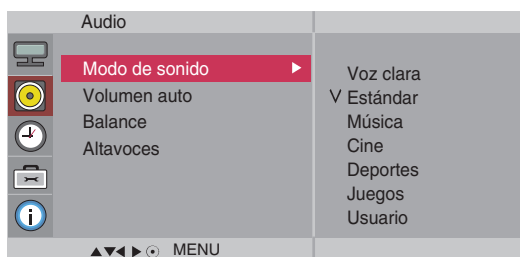 Audio
Modo de sonido
Volumen auto
Balance
Altavoces
Voz clara
Estándar
Música
Cine
Deportes
Juegos
Usuario
MENU